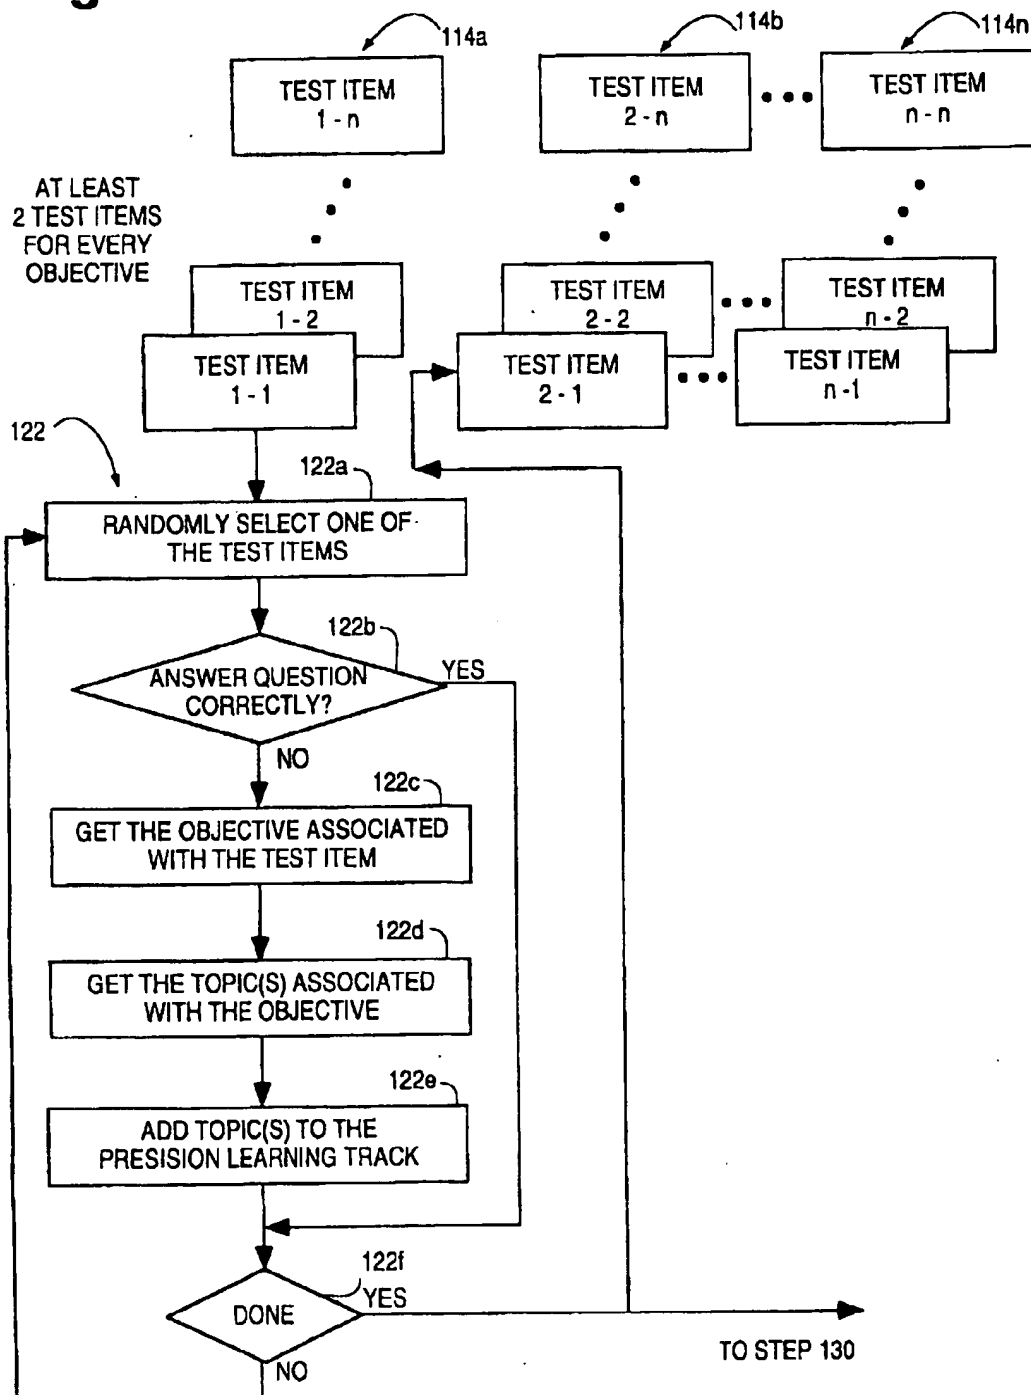 114a
114b
114n
TEST ITEM
1 - n
TEST ITEM
2 - n
TEST ITEM
n - n
AT LEAST
2 TEST ITEMS
FOR EVERY
OBJECTIVE
TEST ITEM
1 - 2
TEST ITEM
2 - 2
TEST ITEM
n - 2
TEST ITEM
1 - 1
TEST ITEM
2 - 1
TEST ITEM
n -1
122
122a
RANDOMLY SELECT ONE OF
THE TEST ITEMS
122b
ANSWER QUESTION
CORRECTLY?
YES
NO
122c
GET THE OBJECTIVE ASSOCIATED
WITH THE TEST ITEM
122d
GET THE TOPIC(S) ASSOCIATED
WITH THE OBJECTIVE
122e
ADD TOPIC(S) TO THE
PRESISION LEARNING TRACK
122f
DONE
YES
TO STEP 130
NO